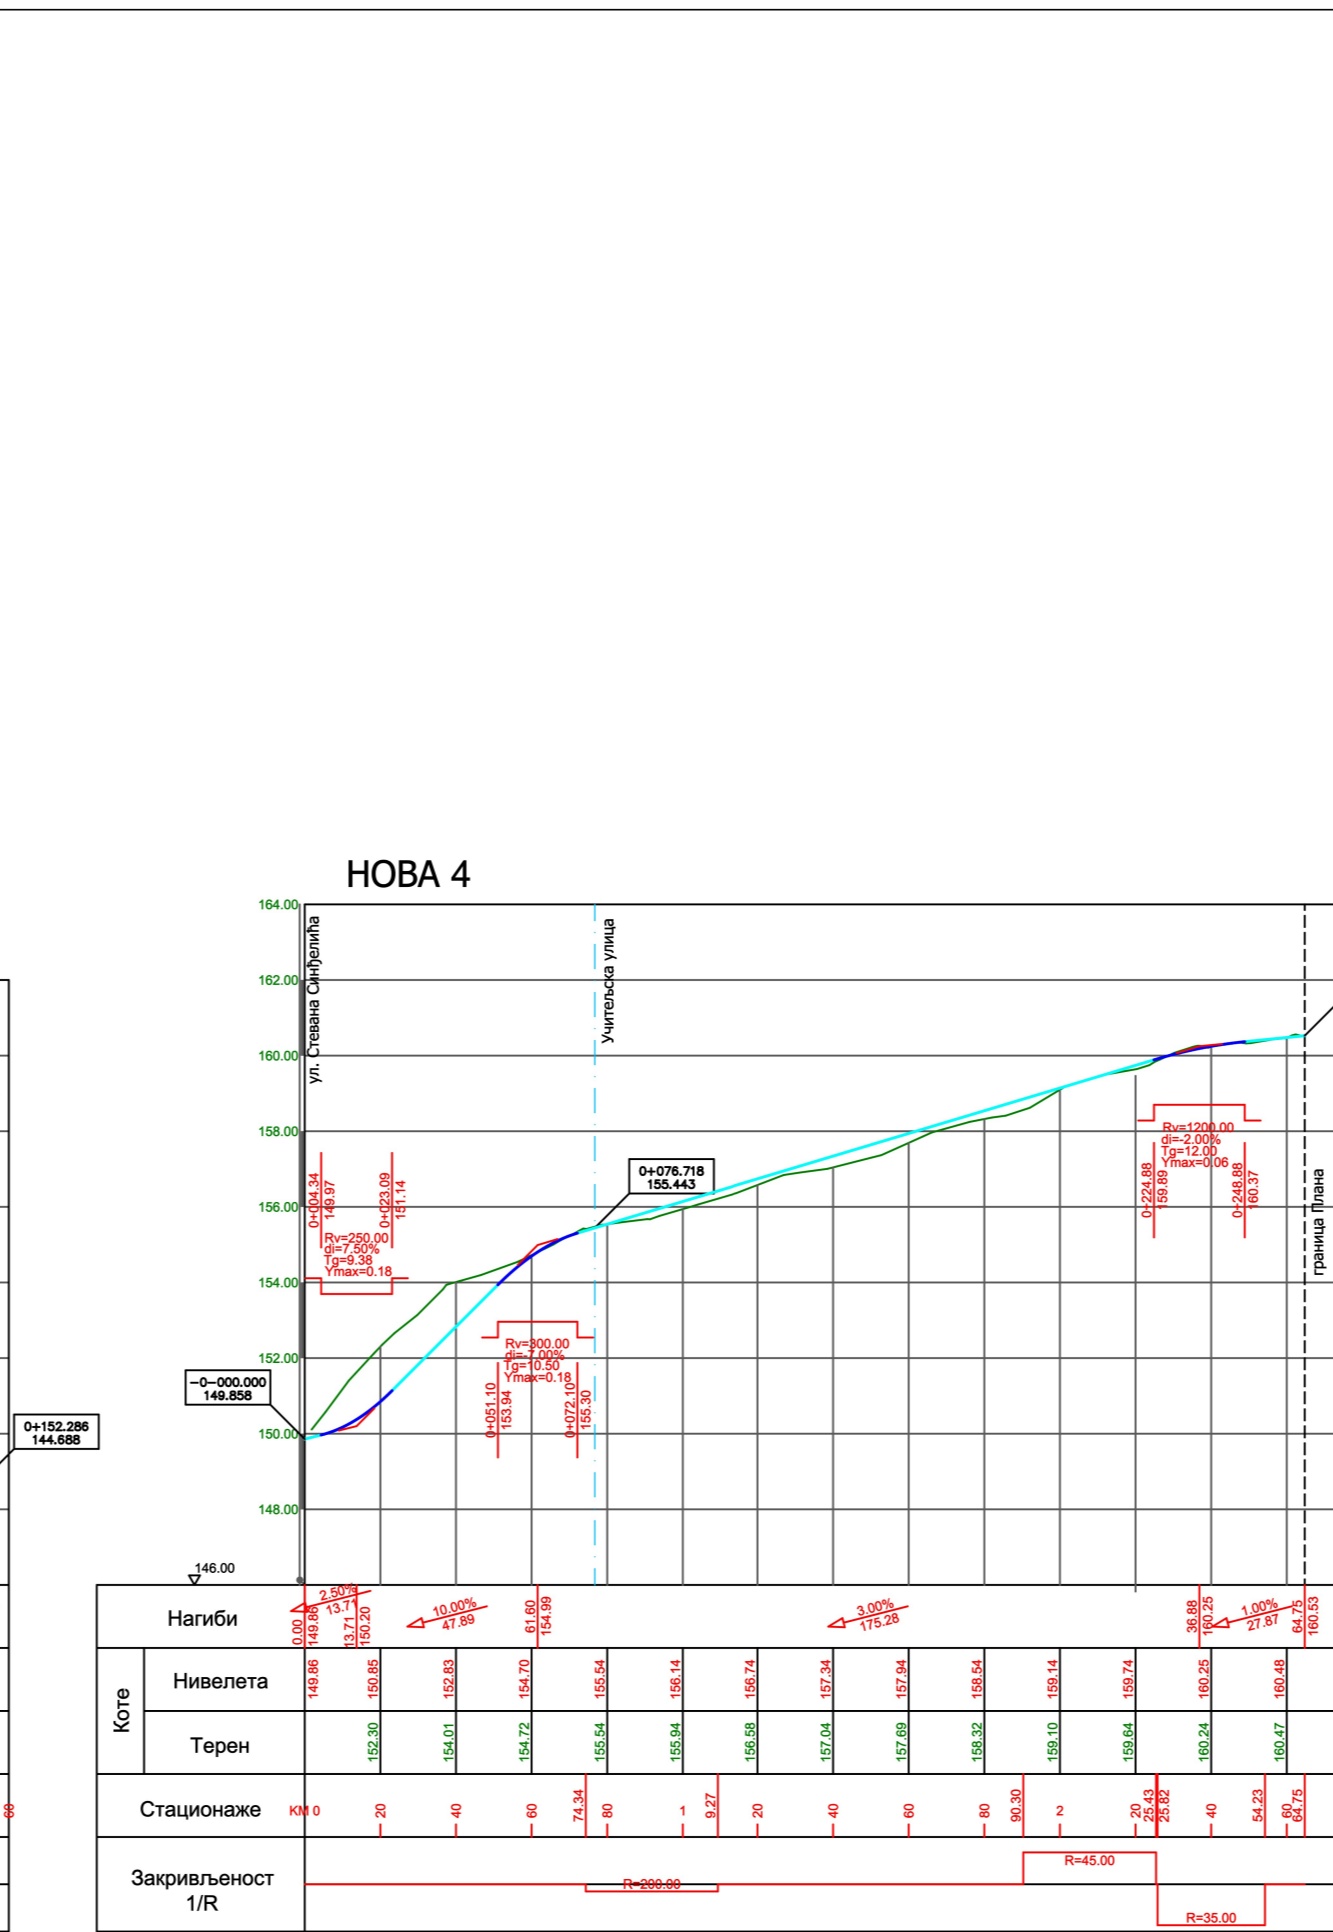 НОВА 4
164.00
162.00
160.00
158.00
156.00
154.00
152.00
150.00
148.00
146.00
ул. Стевана Синђелића
Учитељска улица
граница Плана
0+004.34
149.97
0+023.09
151.14
Rv=250.00
di=7.50%
Tg=9.38
Ymax=0.18
0+076.718
155.443
Rv=1200.00
di=-2.00%
Tg=12.00
Ymax=0.06
0+224.88
159.89
0+248.88
160.37
Rv=300.00
di=-7.00%
Tg=10.50
Ymax=0.18
0+051.10
153.94
0+072.10
155.30
-0-000.000
149.858
0+152.286
144.688
Нагиби
0.00
149.86
2.50%
13.71
13.71
150.20
10.00%
47.89
61.60
154.99
3.00%
175.28
36.88
160.25
1.00%
27.87
64.75
160.53
Коте
Нивелета
149.86 150.85 152.83 154.70 155.54 156.14 156.74 157.34 157.94 158.54 159.14 159.74 160.25 160.48
Терен
152.30 154.01 154.72 155.54 155.94 156.58 157.04 157.69 158.32 159.10 159.64 160.24 160.47
Стационаже
KM 0 20 40 60 74.34 80 1 9.27 20 40 60 80 90.30 2 20 25.43 25.82 40 54.23 60 64.75
Закривљеност
1/R
R=200.00
R=45.00
R=35.00